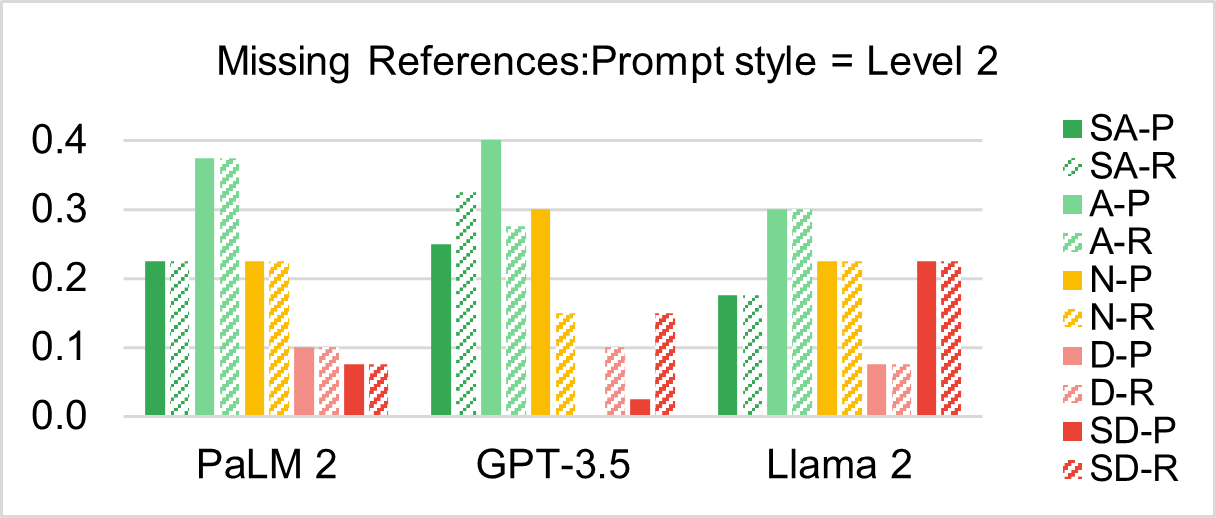 Missing References:Prompt style = Level 2
0.4
0.3
0.2
0.1
0.0
PaLM 2 GPT-3.5 Llama 2
SA-P
SA-R
A-P
A-R
N-P
N-R
D-P
D-R
SD-P
SD-R